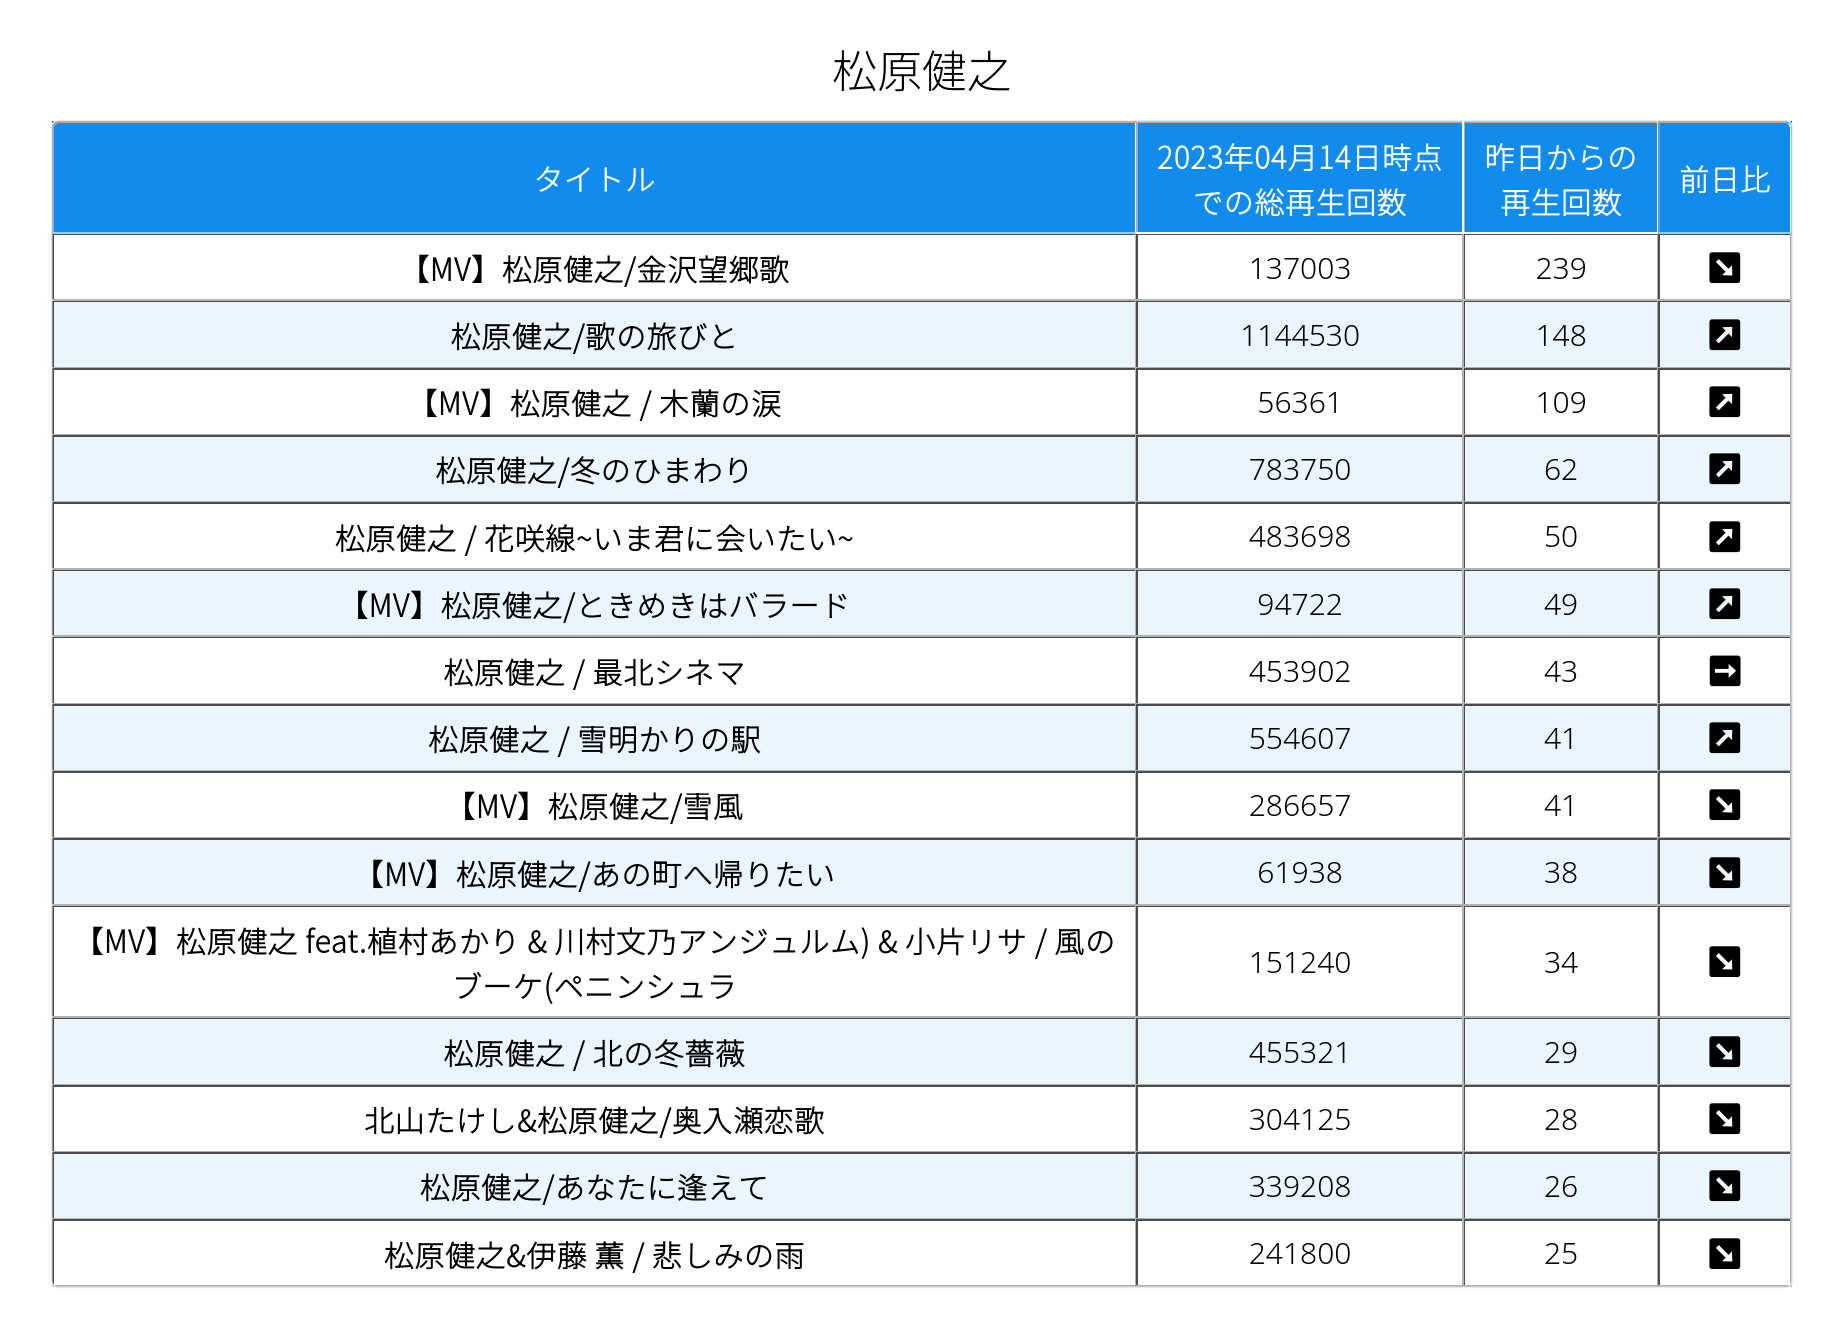 松原健之
タイトル
2023年04月14日時点
での総再生回数
昨日からの
再生回数
前日比
【MV】松原健之/金沢望郷歌 137003 239
松原健之/歌の旅びと 1144530 148
【MV】松原健之 / 木蘭の涙 56361 109
松原健之/冬のひまわり 783750 62
松原健之 / 花咲線~いま君に会いたい~ 483698 50
【MV】松原健之/ときめきはバラード 94722 49
松原健之 / 最北シネマ 453902 43
松原健之 / 雪明かりの駅 554607 41
【MV】松原健之/雪風 286657 41
【MV】松原健之/あの町へ帰りたい 61938 38
【MV】松原健之 feat.植村あかり & 川村文乃アンジュルム) & 小片リサ / 風の
ブーケ(ペニンシュラ 151240 34
松原健之 / 北の冬薔薇 455321 29
北山たけし&松原健之/奥入瀬恋歌 304125 28
松原健之/あなたに逢えて 339208 26
松原健之&伊藤 薫 / 悲しみの雨 241800 25